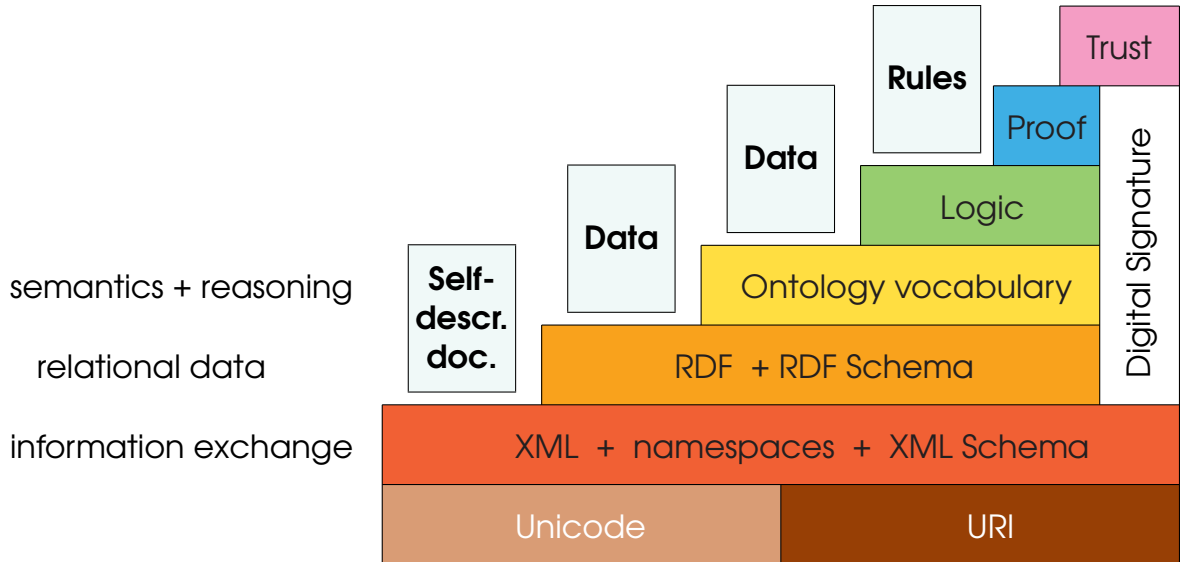 Trust
Rules
Proof
Data
Logic
Data
Digital Signature
Self-
descr.
doc.
semantics + reasoning
Ontology vocabulary
relational data
RDF + RDF Schema
information exchange
XML + namespaces + XML Schema
Unicode
URI